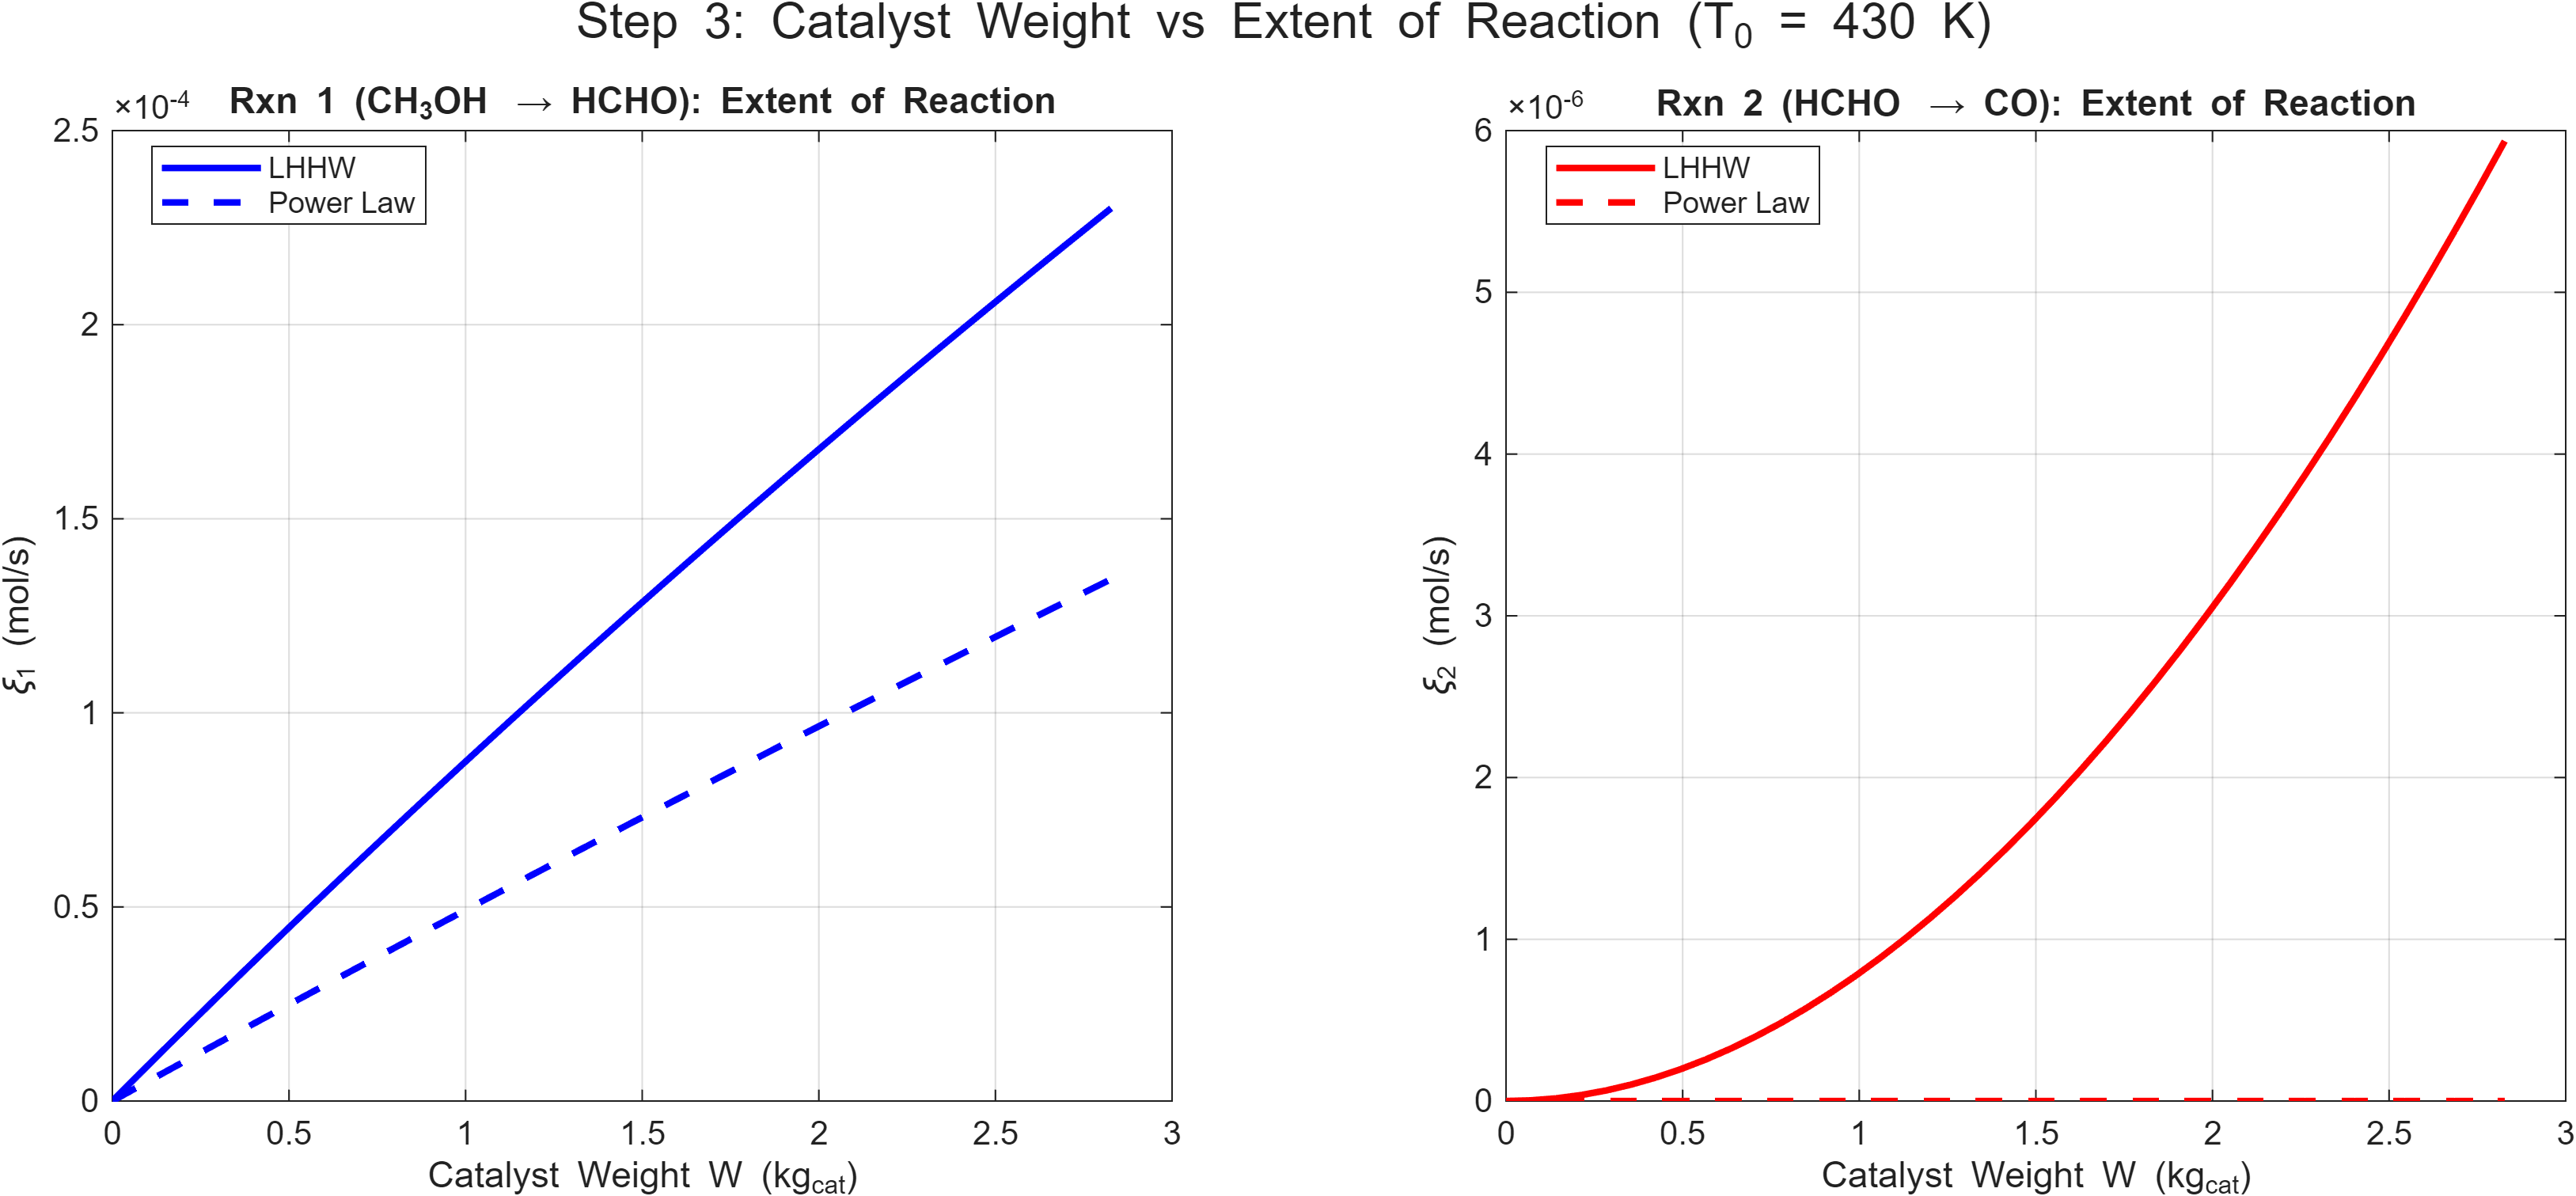 Step 3: Catalyst Weight vs Extent of Reaction (T₀ = 430 K)
×10⁻⁴
Rxn 1 (CH₃OH → HCHO): Extent of Reaction
2.5
2
1.5
1
0.5
0
LHHW
Power Law
ξ₁ (mol/s)
0 0.5 1 1.5 2 2.5 3
Catalyst Weight W (kg_cat)
×10⁻⁶
Rxn 2 (HCHO → CO): Extent of Reaction
6
5
4
3
2
1
0
LHHW
Power Law
ξ₂ (mol/s)
0 0.5 1 1.5 2 2.5 3
Catalyst Weight W (kg_cat)